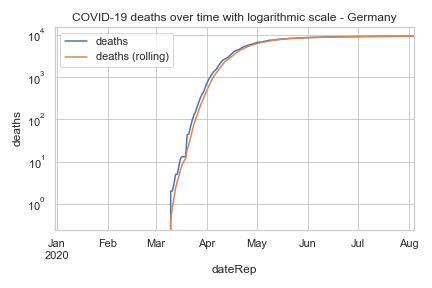 COVID-19 deaths over time with logarithmic scale - Germany
deaths
deaths (rolling)
deaths
10⁴
10³
10²
10¹
10⁰
Jan Feb Mar Apr May Jun Jul Aug
2020
dateRep